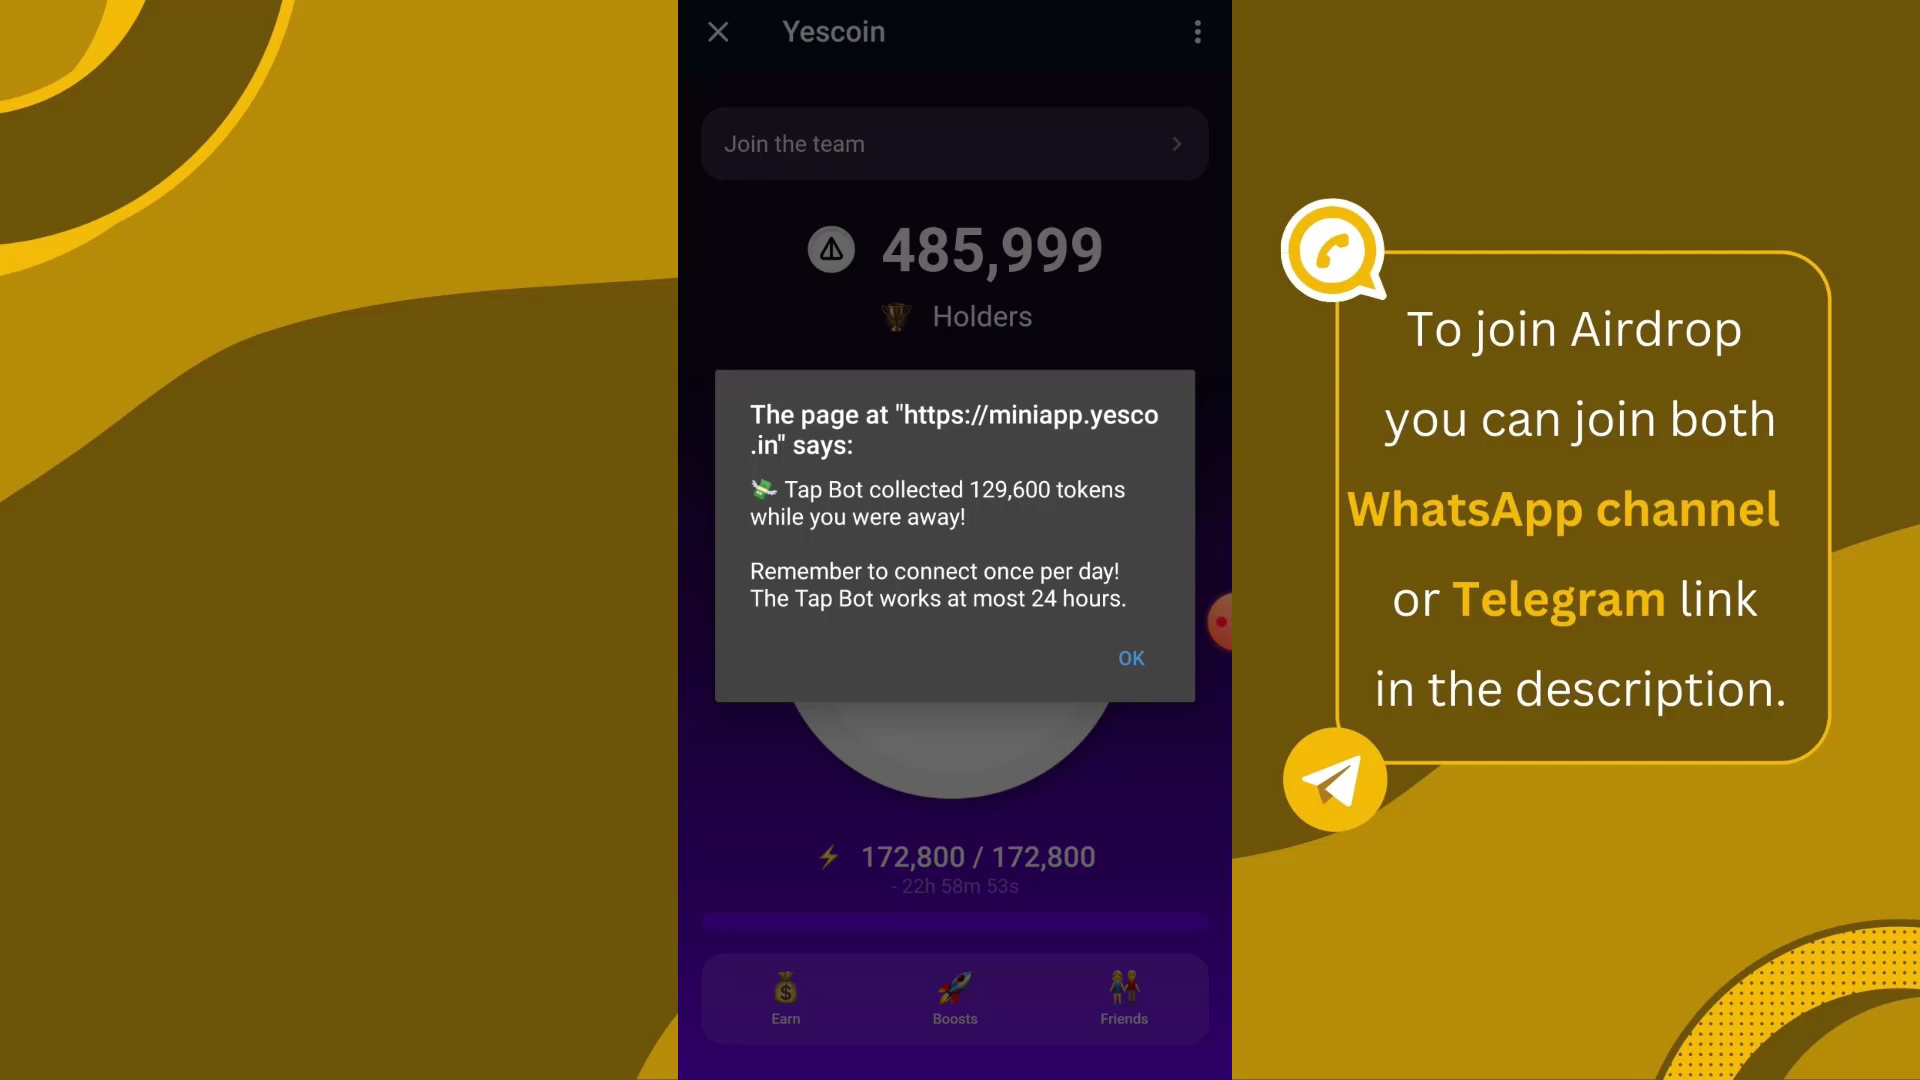 Yescoin
Join the team
485,999
Holders
The page at "https://miniapp.yesco
.in" says:
Tap Bot collected 129,600 tokens
while you were away!
Remember to connect once per day!
The Tap Bot works at most 24 hours.
OK
172,800 / 172,800
- 22h 58m 53s
Earn
Boosts
Friends
To join Airdrop
you can join both
WhatsApp channel
or Telegram link
in the description.